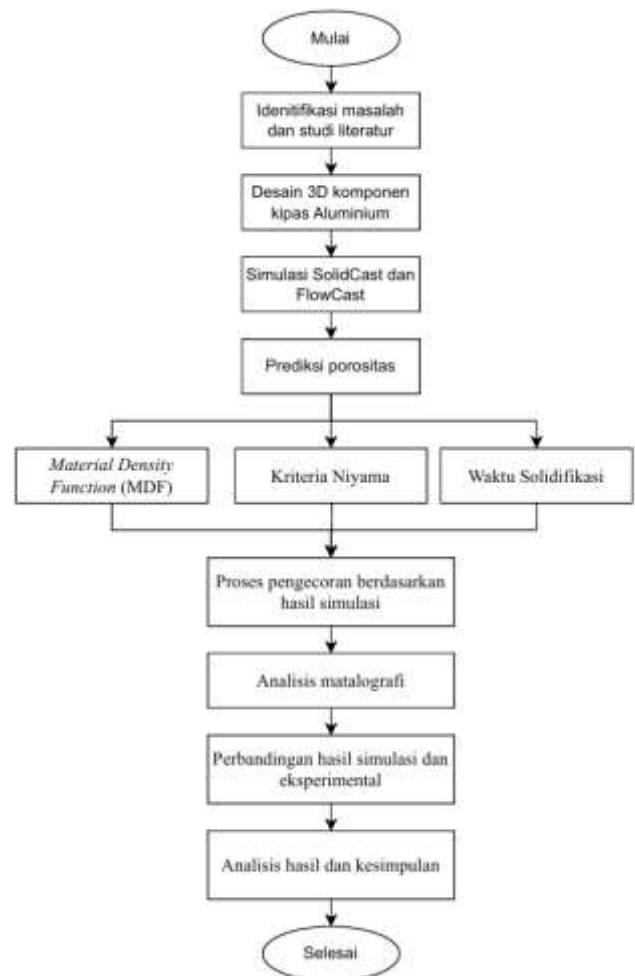 Mulai
Idenitifikasi masalah
dan studi literatur
Desain 3D komponen
kipas Aluminium
Simulasi SolidCast dan
FlowCast
Prediksi porositas
Material Density
Function (MDF)
Kriteria Niyama
Waktu Solidifikasi
Proses pengecoran berdasarkan
hasil simulasi
Analisis matalografi
Perbandingan hasil simulasi dan
eksperimental
Analisis hasil dan kesimpulan
Selesai